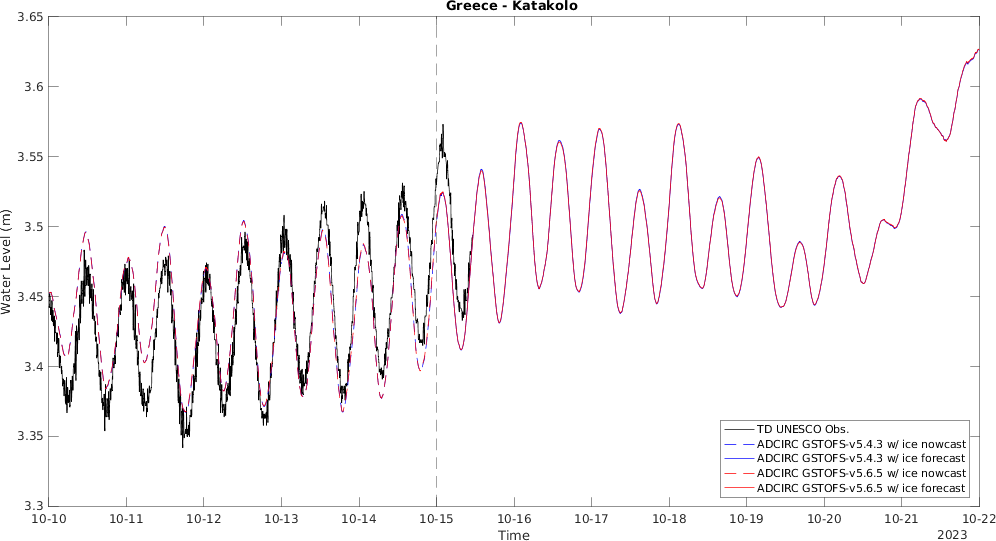 Greece - Katakolo
3.65
3.6
3.55
3.5
3.45
3.4
3.35
3.3
Water Level (m)
TD UNESCO Obs.
ADCIRC GSTOFS-v5.4.3 w/ ice nowcast
ADCIRC GSTOFS-v5.4.3 w/ ice forecast
ADCIRC GSTOFS-v5.6.5 w/ ice nowcast
ADCIRC GSTOFS-v5.6.5 w/ ice forecast
10-10 10-11 10-12 10-13 10-14 10-15 10-16 10-17 10-18 10-19 10-20 10-21 10-22
Time
2023